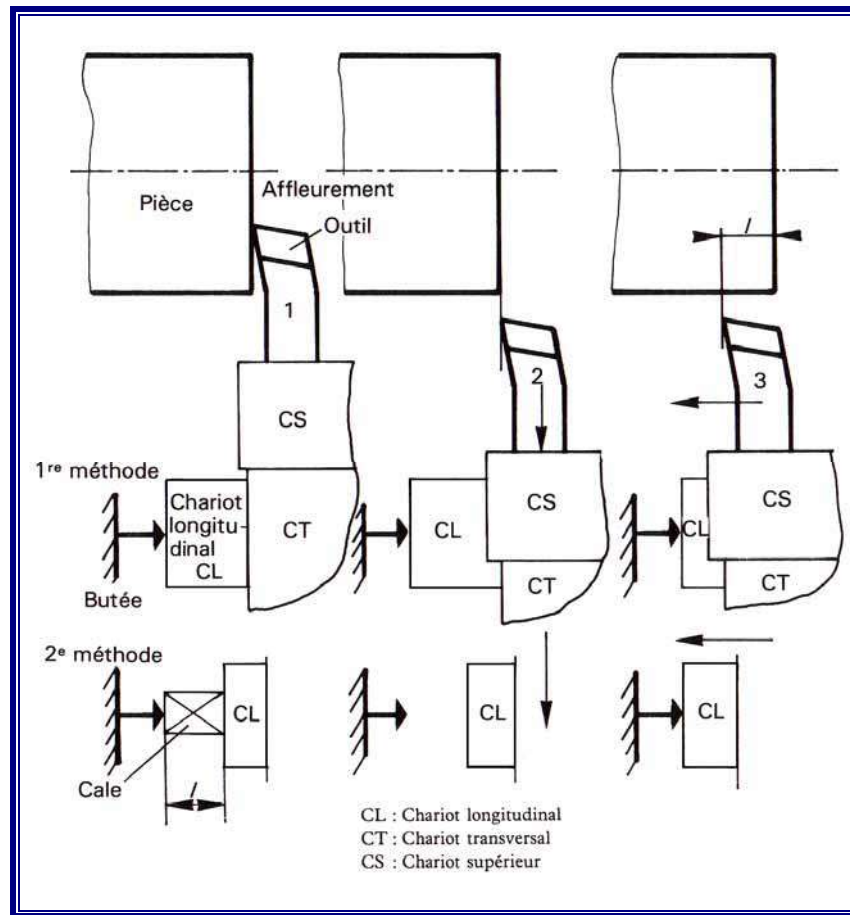 Pièce
Affleurement
Outil
1
2
3
l
CS
CS
CS
1re méthode
Chariot
longitu-
dinal
CL
CT
CL
CT
CL
CT
Butée
2e méthode
CL
CL
CL
Cale
l
CL : Chariot longitudinal
CT : Chariot transversal
CS : Chariot supérieur